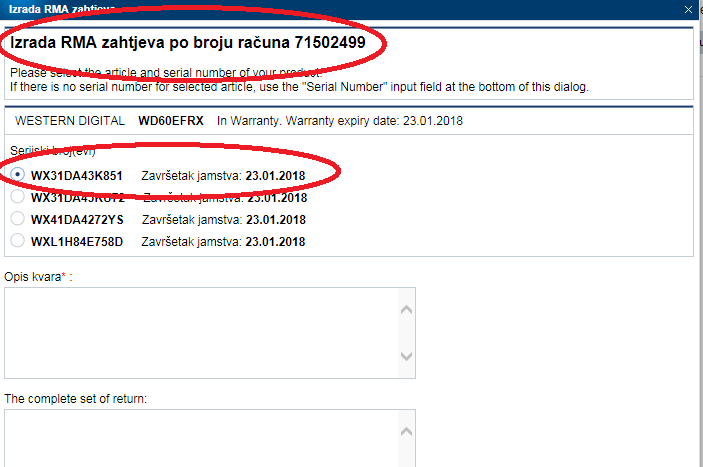 Izrada RMA zahtjeva
Izrada RMA zahtjeva po broju računa 71502499
Please select the article and serial number of your product.
If there is no serial number for selected article, use the "Serial Number" input field at the bottom of this dialog.
WESTERN DIGITAL WD60EFRX In Warranty. Warranty expiry date: 23.01.2018
Serijski broj(evi)
WX31DA43K851 Završetak jamstva: 23.01.2018
Završetak jamstva: 23.01.2018
WX41DA4272YS Završetak jamstva: 23.01.2018
WXL1H84E758D Završetak jamstva: 23.01.2018
Opis kvara* :
The complete set of return: